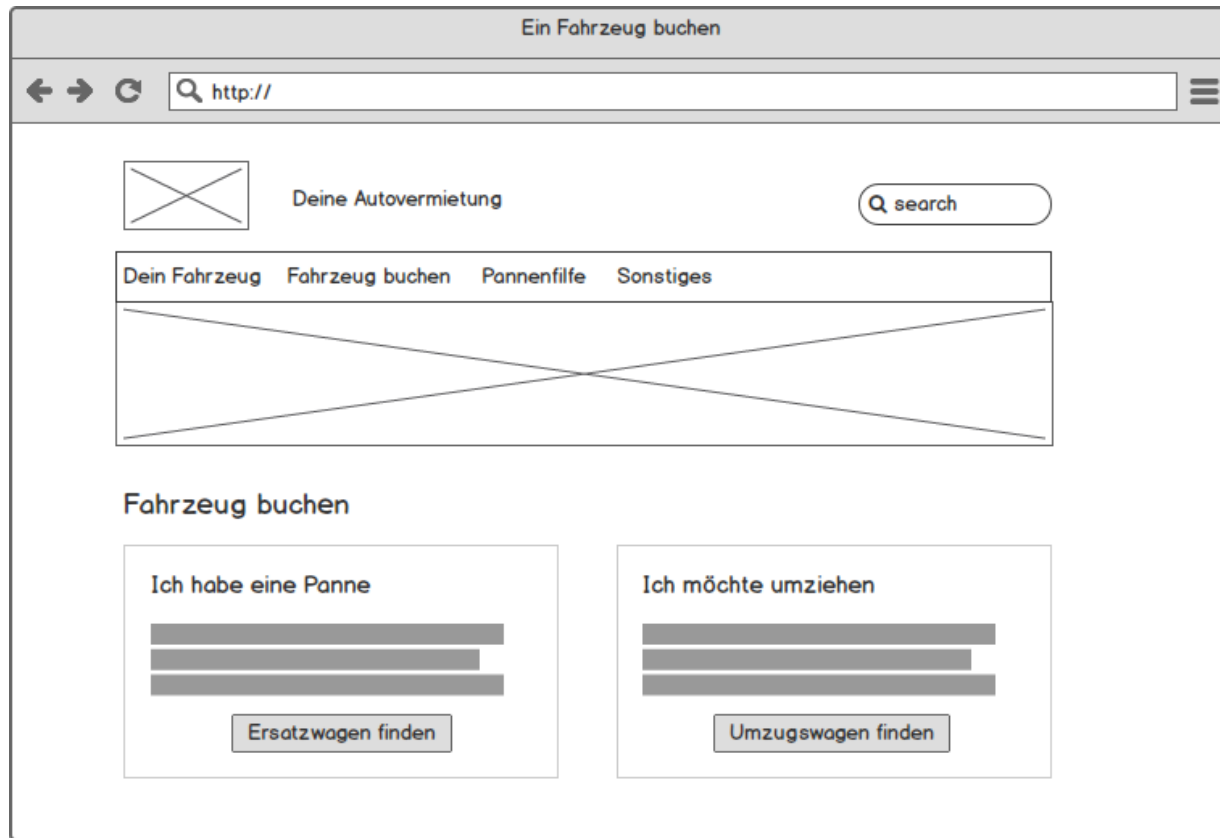 Ein Fahrzeug buchen
http://
Deine Autovermietung
search
Dein Fahrzeug Fahrzeug buchen Pannenfilfe Sonstiges
Fahrzeug buchen
Ich habe eine Panne
Ersatzwagen finden
Ich möchte umziehen
Umzugswagen finden